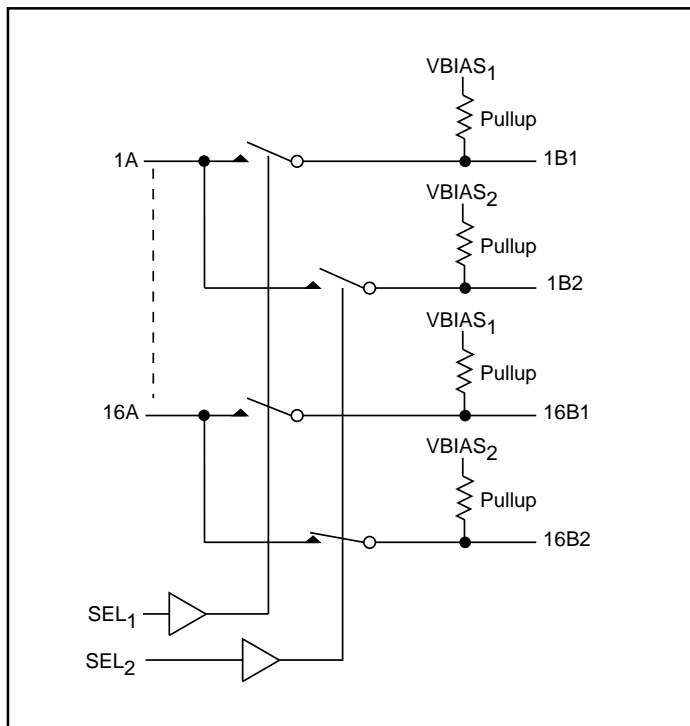 VBIAS1
Pullup
1A
1B1
VBIAS2
Pullup
1B2
VBIAS1
Pullup
16A
16B1
VBIAS2
Pullup
16B2
SEL1
SEL2